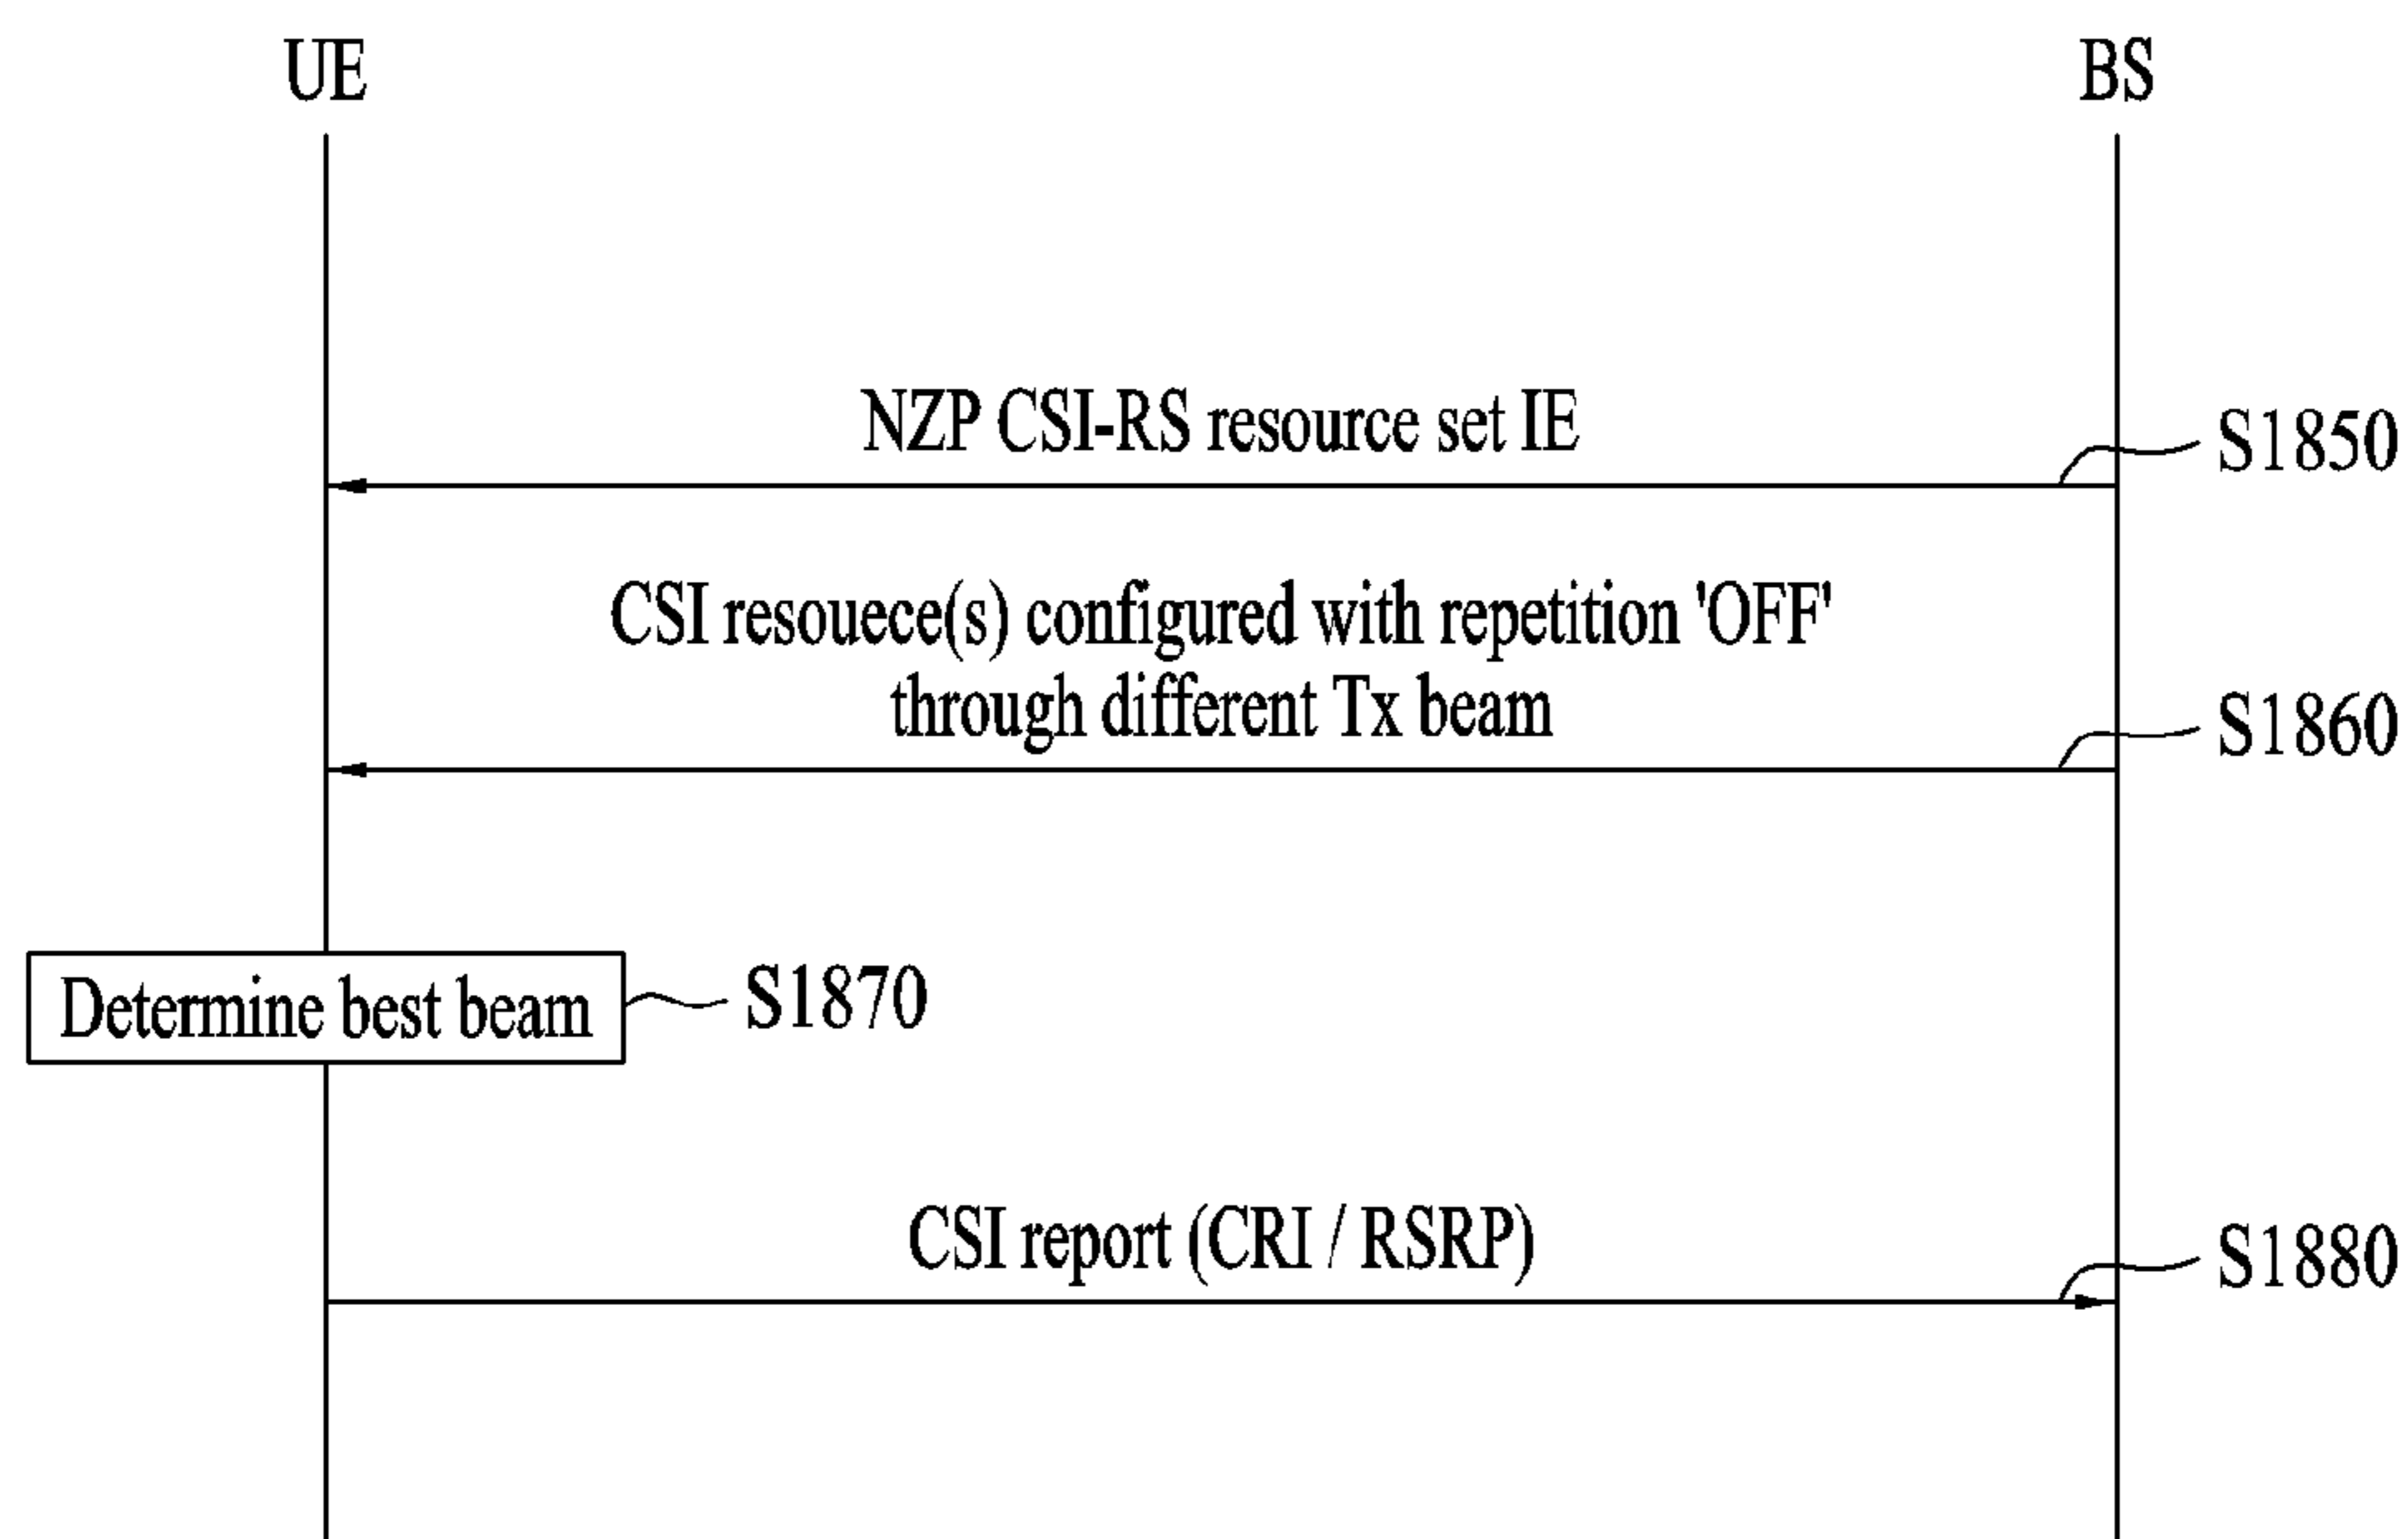 UE
BS
NZP CSI-RS resource set IE
S1850
CSI resouece(s) configured with repetition 'OFF'
through different Tx beam
S1860
Determine best beam
S1870
CSI report (CRI / RSRP)
S1880